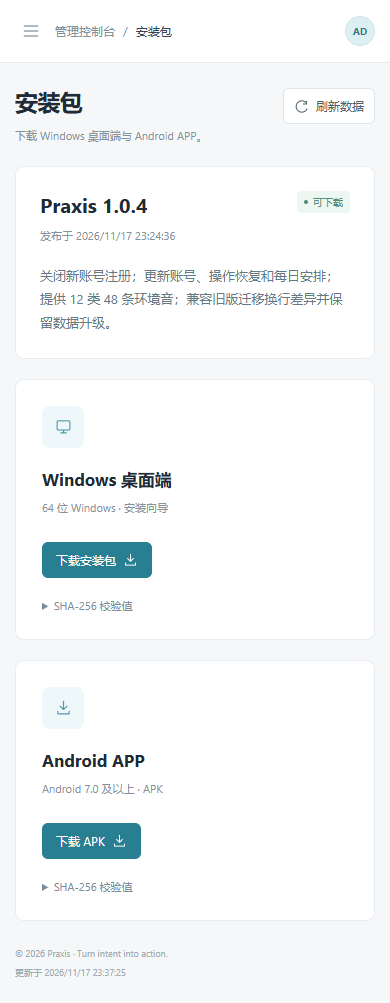 管理控制台 / 安装包
AD
安装包
刷新数据
下载 Windows 桌面端与 Android APP。
Praxis 1.0.4
可下载
发布于 2026/11/17 23:24:36
关闭新账号注册；更新账号、操作恢复和每日安排；
提供 12 类 48 条环境音；兼容旧版迁移换行差异并保
留数据升级。
Windows 桌面端
64 位 Windows · 安装向导
下载安装包
▶ SHA-256 校验值
Android APP
Android 7.0 及以上 · APK
下载 APK
▶ SHA-256 校验值
© 2026 Praxis · Turn intent into action.
更新于 2026/11/17 23:37:25